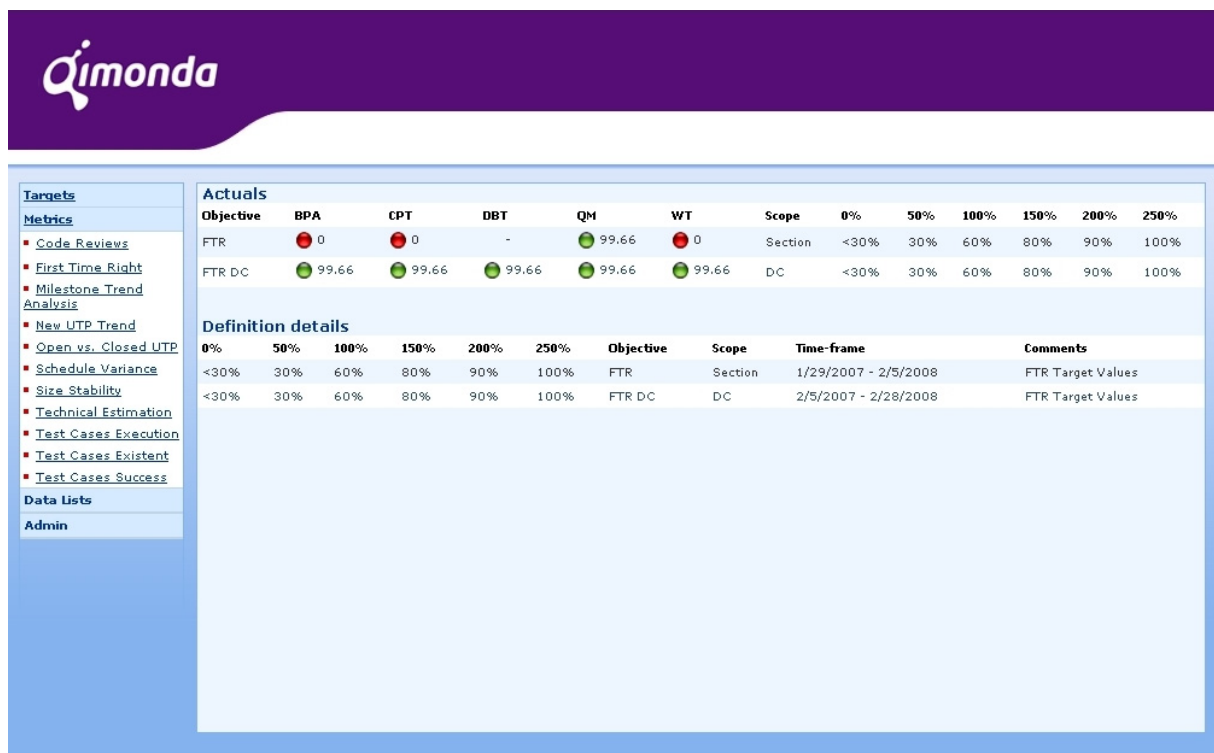 Qimonda
Targets
Metrics
Code Reviews
First Time Right
Milestone Trend
Analysis
New UTP Trend
Open vs. Closed UTP
Schedule Variance
Size Stability
Technical Estimation
Test Cases Execution
Test Cases Existent
Test Cases Success
Data Lists
Admin
Actuals
Objective BPA CPT DBT QM WT Scope 0% 50% 100% 150% 200% 250%
FTR 0 0 - 99.66 0 Section <30% 30% 60% 80% 90% 100%
FTR DC 99.66 99.66 99.66 99.66 99.66 DC <30% 30% 60% 80% 90% 100%
Definition details
0% 50% 100% 150% 200% 250% Objective Scope Time-frame Comments
<30% 30% 60% 80% 90% 100% FTR Section 1/29/2007 - 2/5/2008 FTR Target Values
<30% 30% 60% 80% 90% 100% FTR DC DC 2/5/2007 - 2/28/2008 FTR Target Values